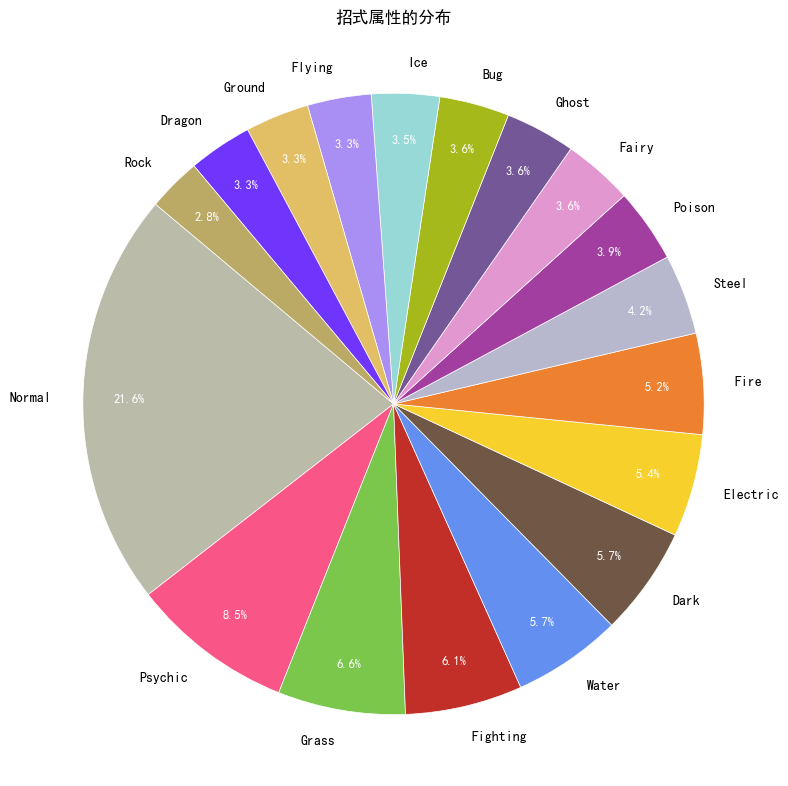 招式属性的分布
Ice
Flying
Bug
Ground
Ghost
Dragon
Fairy
Rock
Poison
Steel
Normal
Fire
Electric
Dark
Psychic
Water
Grass
Fighting
3.5%
3.3%
3.6%
3.3%
3.6%
3.3%
3.6%
2.8%
3.9%
4.2%
21.6%
5.2%
5.4%
5.7%
8.5%
5.7%
6.6%
6.1%